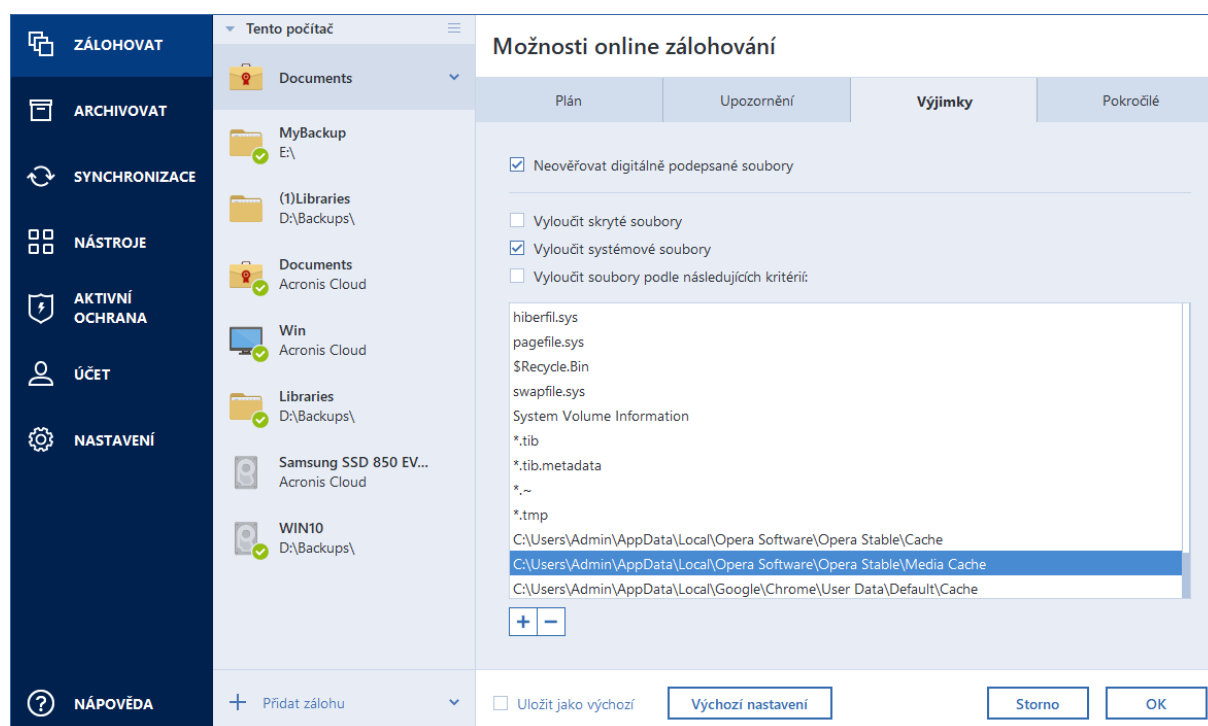 ZÁLOHOVAT
ARCHIVOVAT
SYNCHRONIZACE
NÁSTROJE
AKTIVNÍ
OCHRANA
ÚČET
NASTAVENÍ
NÁPOVĚDA
Tento počítač
Documents
MyBackup
E:\
(1)Libraries
D:\Backups\
Documents
Acronis Cloud
Win
Acronis Cloud
Libraries
D:\Backups\
Samsung SSD 850 EV...
Acronis Cloud
WIN10
D:\Backups\
Přidat zálohu
Možnosti online zálohování
Plán Upozornění Výjimky Pokročilé
Neověřovat digitálně podepsané soubory
Vyloučit skryté soubory
Vyloučit systémové soubory
Vyloučit soubory podle následujících kritérií:
hiberfil.sys
pagefile.sys
$Recycle.Bin
swapfile.sys
System Volume Information
*.tib
*.tib.metadata
*.~
*.tmp
C:\Users\Admin\AppData\Local\Opera Software\Opera Stable\Cache
C:\Users\Admin\AppData\Local\Opera Software\Opera Stable\Media Cache
C:\Users\Admin\AppData\Local\Google\Chrome\User Data\Default\Cache
Uložit jako výchozí Výchozí nastavení Storno OK